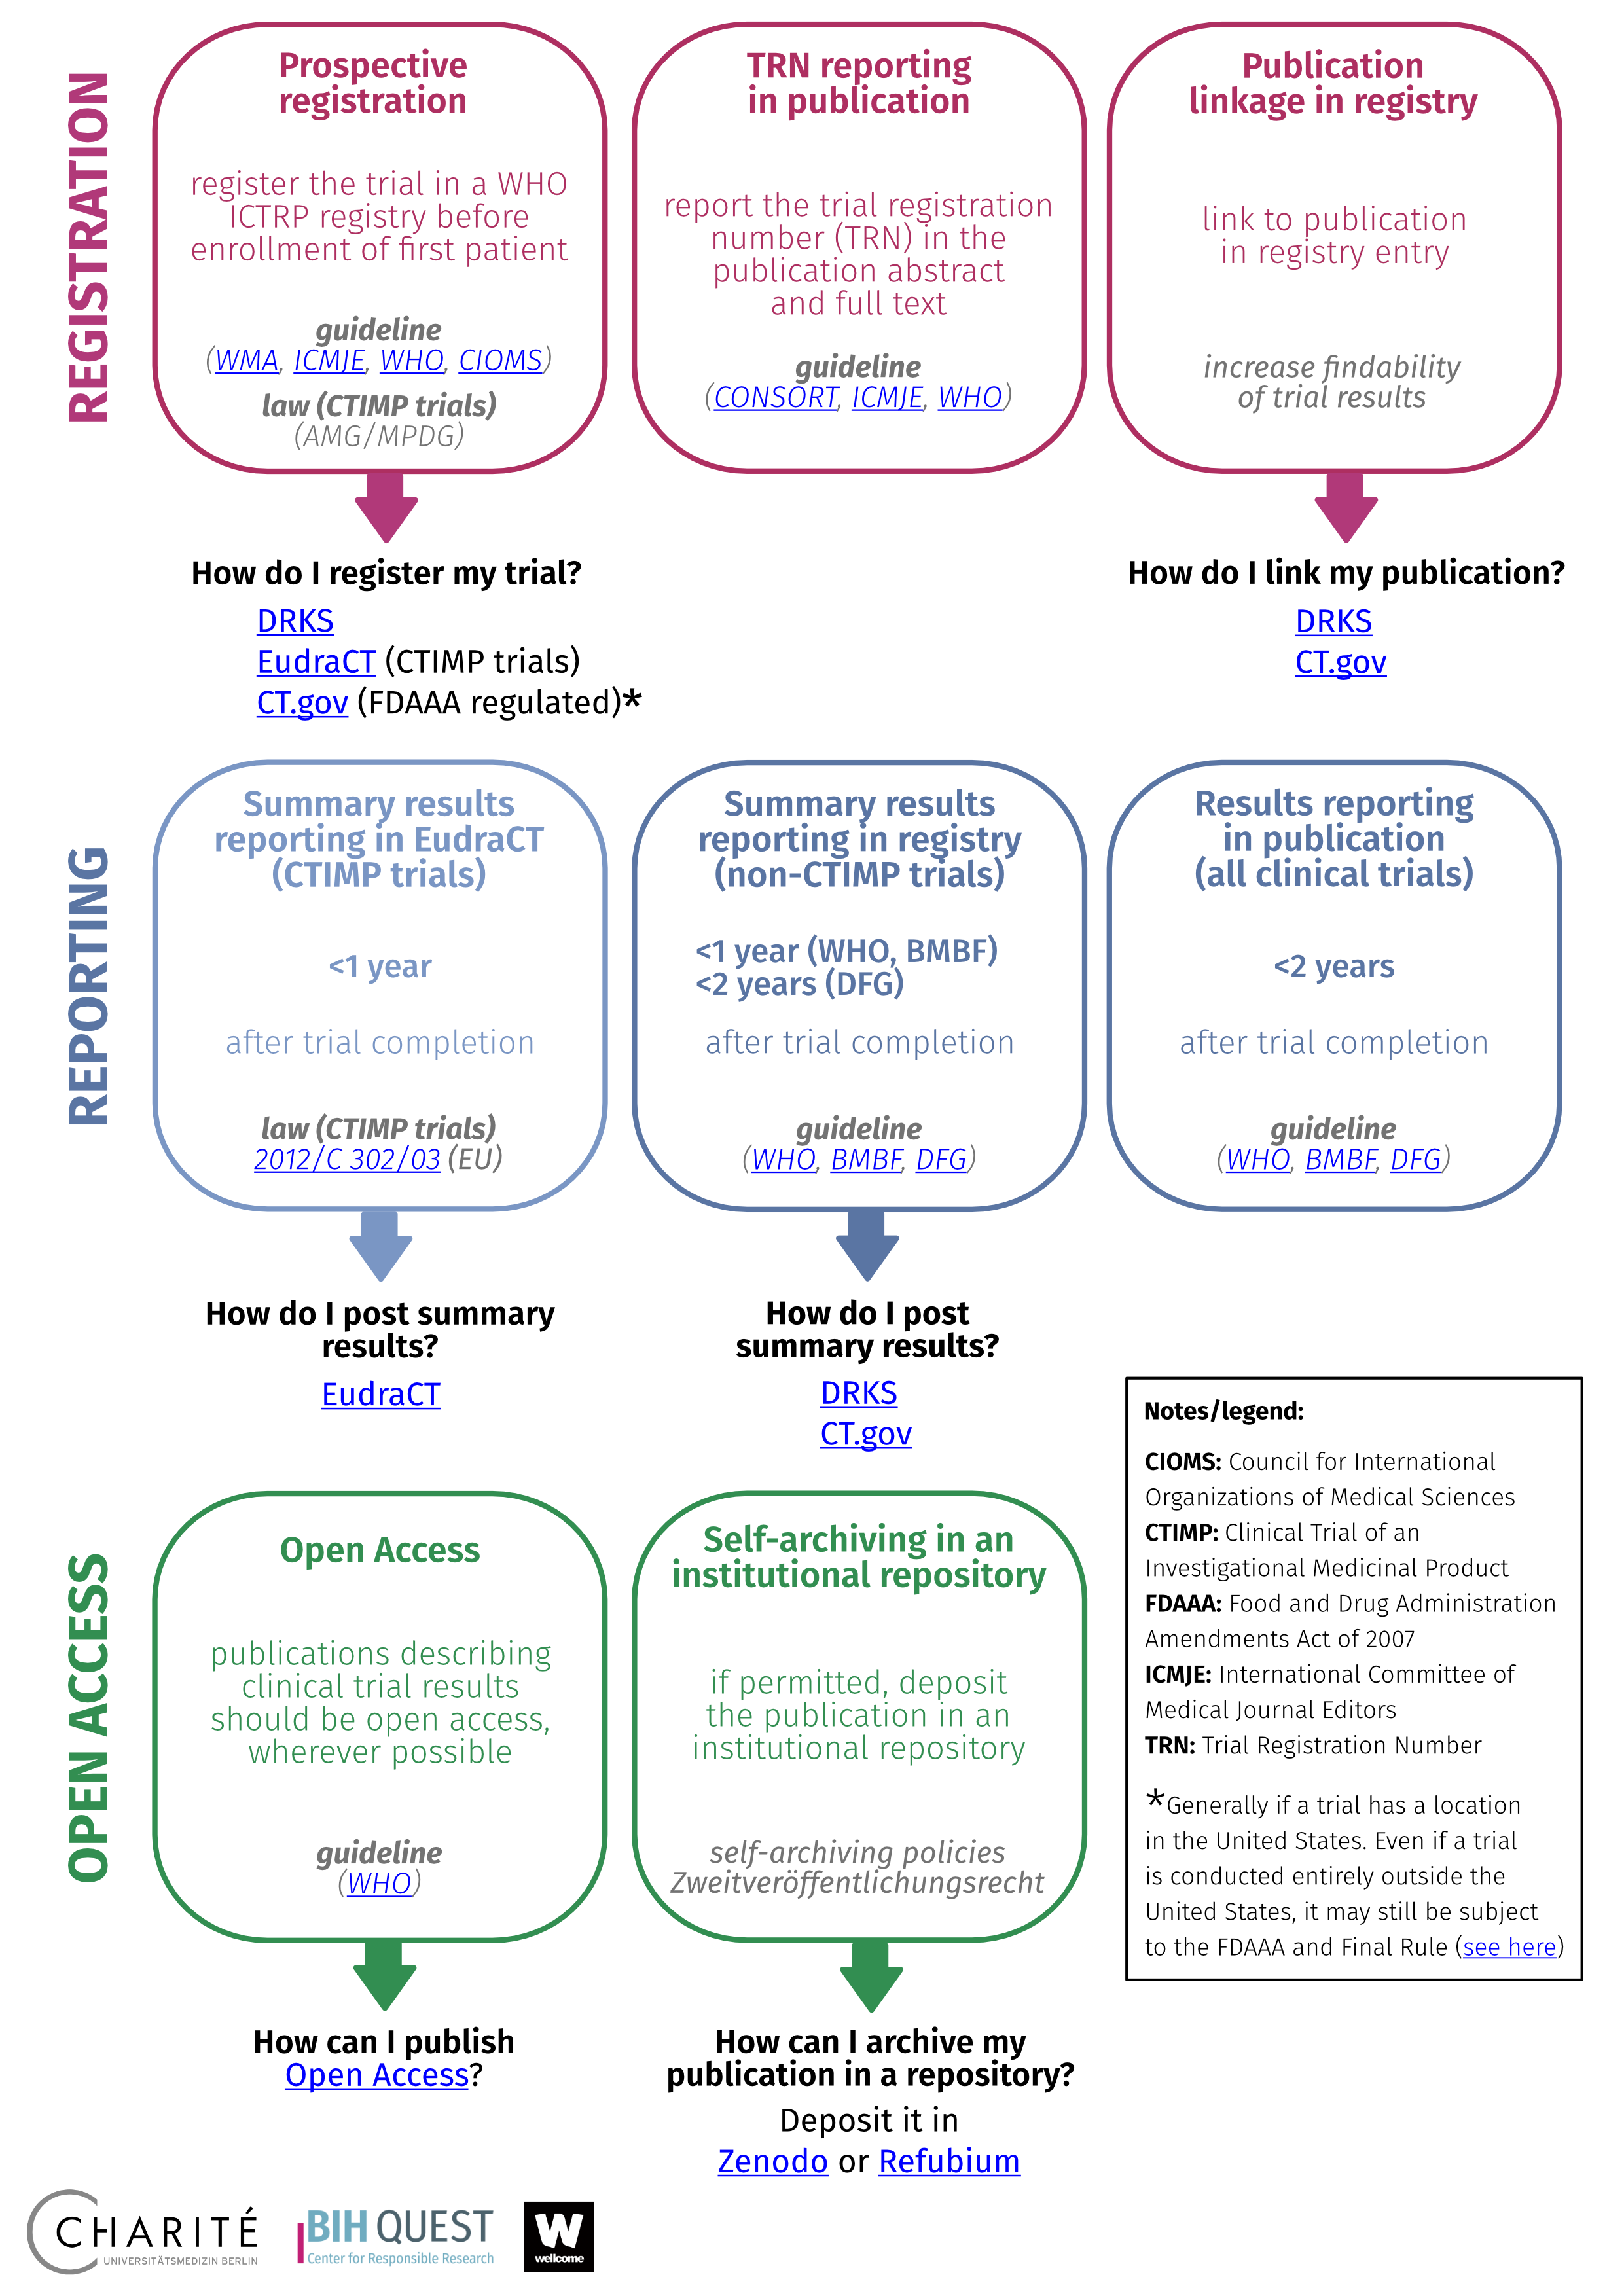 REGISTRATION
Prospective
registration
register the trial in a WHO
ICTRP registry before
enrollment of first patient
guideline
(WMA, ICMJE, WHO, CIOMS)
law (CTIMP trials)
(AMG/MPDG)
TRN reporting
in publication
report the trial registration
number (TRN) in the
publication abstract
and full text
guideline
(CONSORT, ICMJE, WHO)
Publication
linkage in registry
link to publication
in registry entry
increase findability
of trial results
How do I register my trial?
DRKS
EudraCT (CTIMP trials)
CT.gov (FDAAA regulated)*
How do I link my publication?
DRKS
CT.gov
REPORTING
Summary results
reporting in EudraCT
(CTIMP trials)
<1 year
after trial completion
law (CTIMP trials)
2012/C 302/03 (EU)
Summary results
reporting in registry
(non-CTIMP trials)
<1 year (WHO, BMBF)
<2 years (DFG)
after trial completion
guideline
(WHO, BMBF, DFG)
Results reporting
in publication
(all clinical trials)
<2 years
after trial completion
guideline
(WHO, BMBF, DFG)
How do I post summary
results?
EudraCT
How do I post
summary results?
DRKS
CT.gov
OPEN ACCESS
Open Access
publications describing
clinical trial results
should be open access,
wherever possible
guideline
(WHO)
Self-archiving in an
institutional repository
if permitted, deposit
the publication in an
institutional repository
self-archiving policies
Zweitveröffentlichungsrecht
Notes/legend:
CIOMS: Council for International
Organizations of Medical Sciences
CTIMP: Clinical Trial of an
Investigational Medicinal Product
FDAAA: Food and Drug Administration
Amendments Act of 2007
ICMJE: International Committee of
Medical Journal Editors
TRN: Trial Registration Number
*Generally if a trial has a location
in the United States. Even if a trial
is conducted entirely outside the
United States, it may still be subject
to the FDAAA and Final Rule (see here)
How can I publish
Open Access?
How can I archive my
publication in a repository?
Deposit it in
Zenodo or Refubium
CHARITÉ
UNIVERSITÄTSMEDIZIN BERLIN
BIH QUEST
Center for Responsible Research
W
wellcome